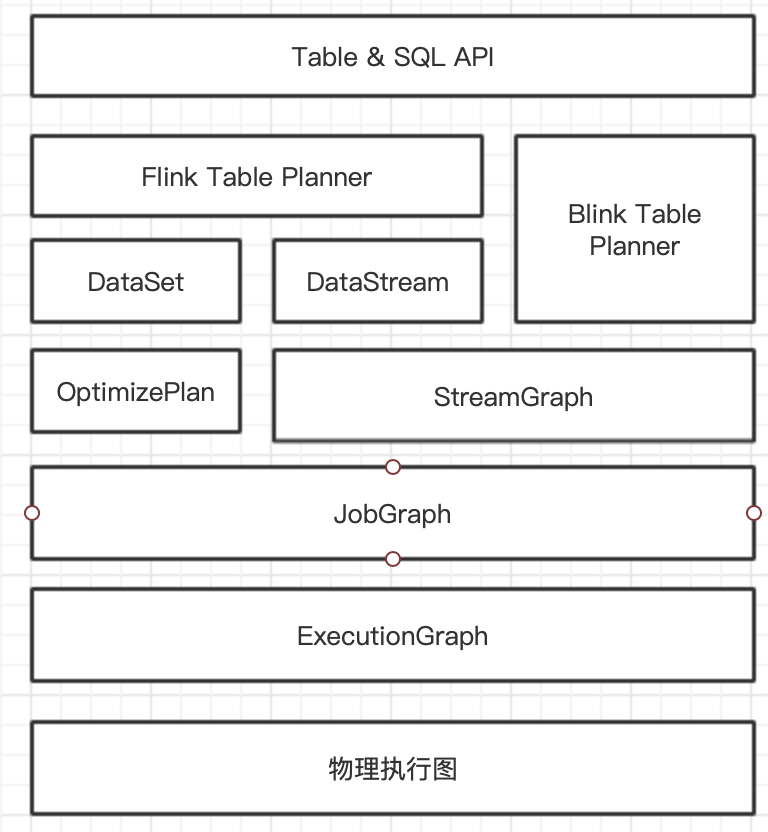 Table & SQL API
Flink Table Planner
Blink Table
Planner
DataSet
DataStream
OptimizePlan
StreamGraph
JobGraph
ExecutionGraph
物理执行图